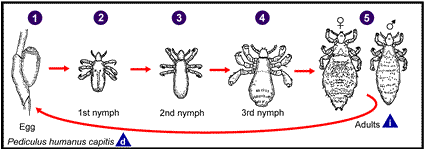 1 2 3 4 5
♀ ♂
Egg 1st nymph 2nd nymph 3rd nymph Adults i
Pediculus humanus capitis d